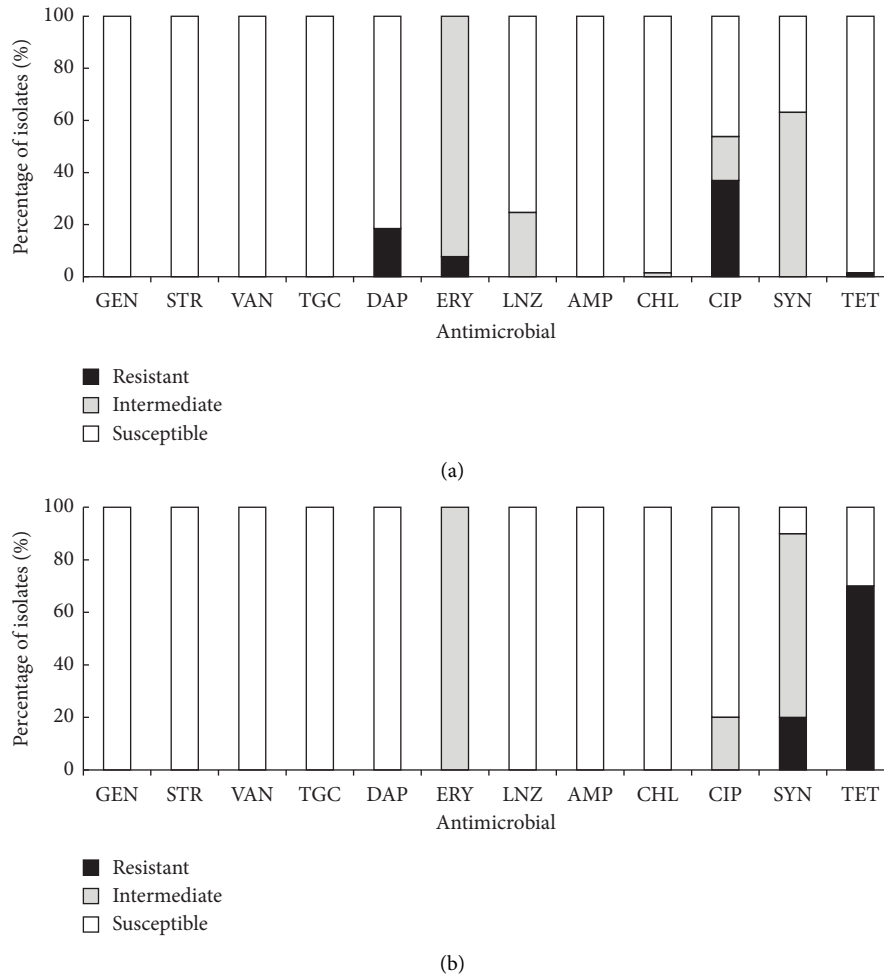 100
80
60
40
20
0
Percentage of isolates (%)
GEN STR VAN TGC DAP ERY LNZ AMP CHL CIP SYN TET
Antimicrobial
Resistant
Intermediate
Susceptible
(a)
100
80
60
40
20
0
Percentage of isolates (%)
GEN STR VAN TGC DAP ERY LNZ AMP CHL CIP SYN TET
Antimicrobial
Resistant
Intermediate
Susceptible
(b)